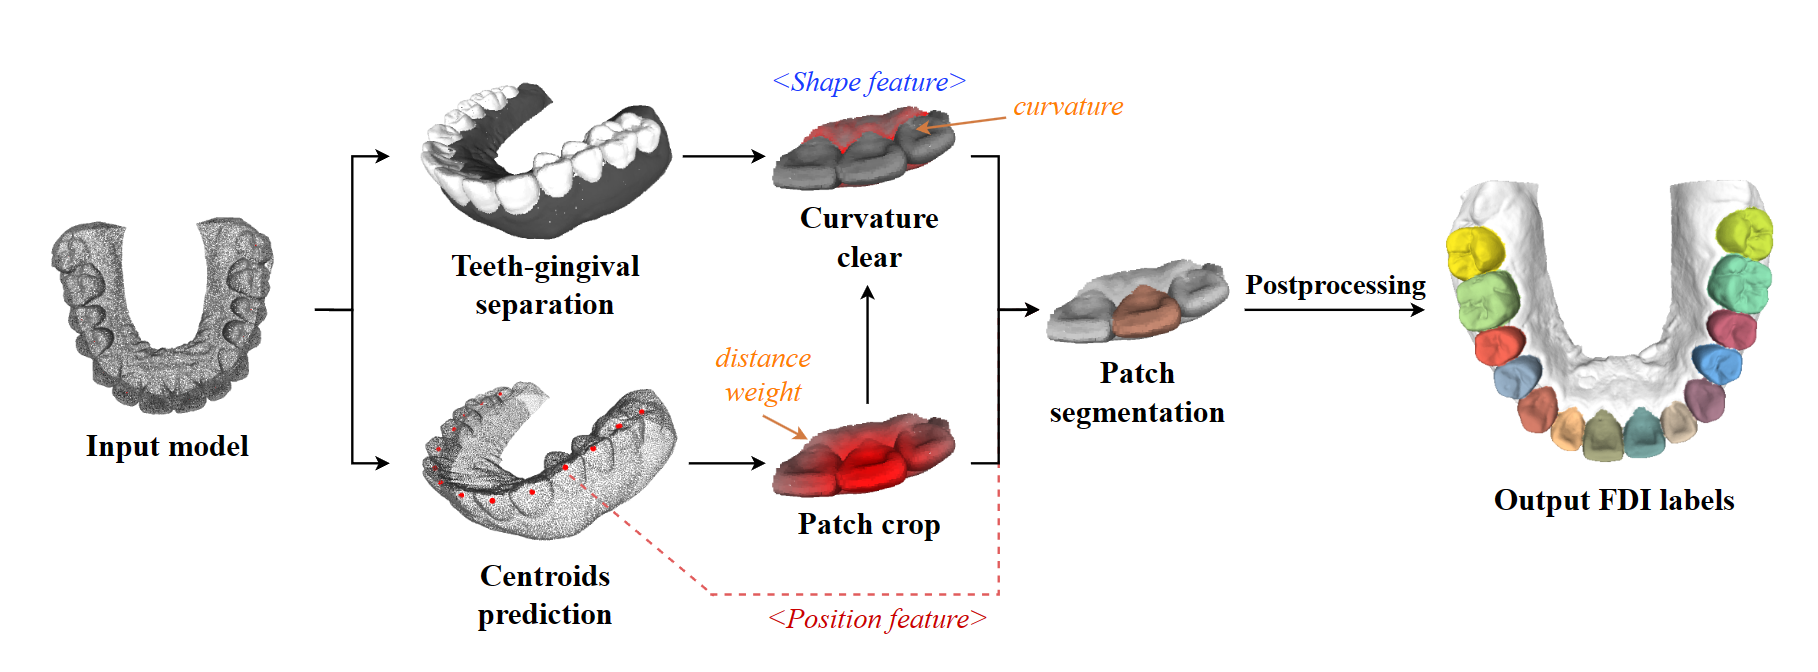 <Shape feature>
curvature
Curvature
clear
Teeth-gingival
separation
Input model
distance
weight
Patch crop
Centroids
prediction
<Position feature>
Patch
segmentation
Postprocessing
Output FDI labels